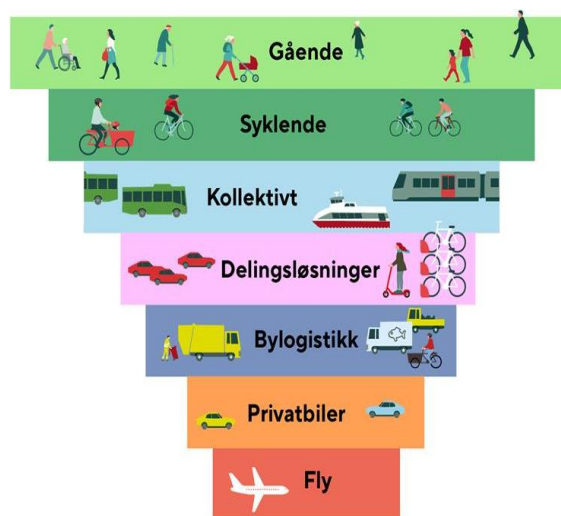 Gående
Syklende
Kollektivt
Delingsløsninger
Bylogistikk
Privatbiler
Fly